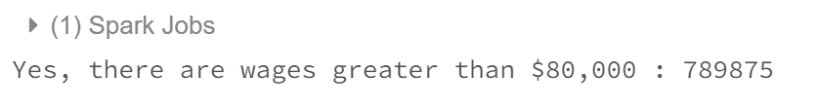 (1) Spark Jobs
Yes, there are wages greater than $80,000 : 789875